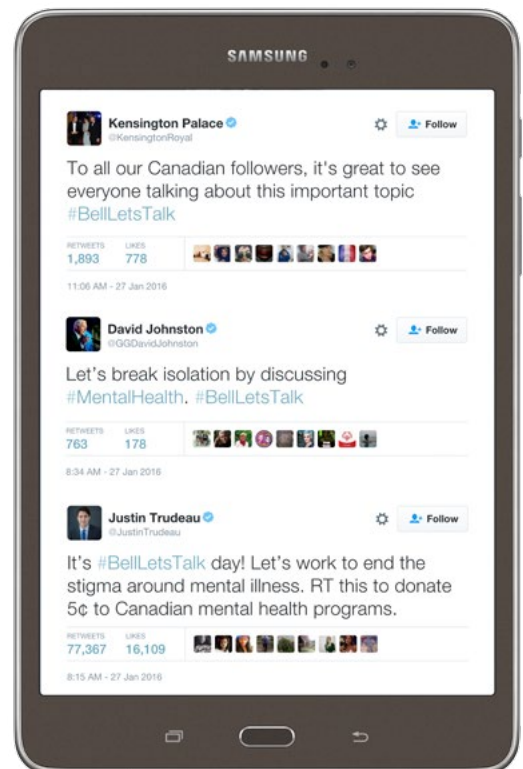 SAMSUNG
Kensington Palace
@KensingtonRoyal
Follow
To all our Canadian followers, it's great to see
everyone talking about this important topic
#BellLetsTalk
RETWEETS LIKES
1,893 778
11:06 AM - 27 Jan 2016
David Johnston
@GGDavidJohnston
Follow
Let's break isolation by discussing
#MentalHealth. #BellLetsTalk
RETWEETS LIKES
763 178
8:34 AM - 27 Jan 2016
Justin Trudeau
@JustinTrudeau
Follow
It's #BellLetsTalk day! Let's work to end the
stigma around mental illness. RT this to donate
5¢ to Canadian mental health programs.
RETWEETS LIKES
77,367 16,109
8:15 AM - 27 Jan 2016